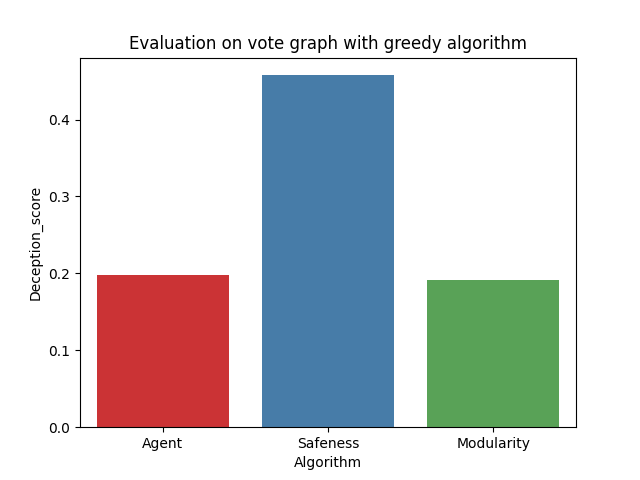 Evaluation on vote graph with greedy algorithm
Deception_score
0.4
0.3
0.2
0.1
0.0
Agent
Safeness
Modularity
Algorithm